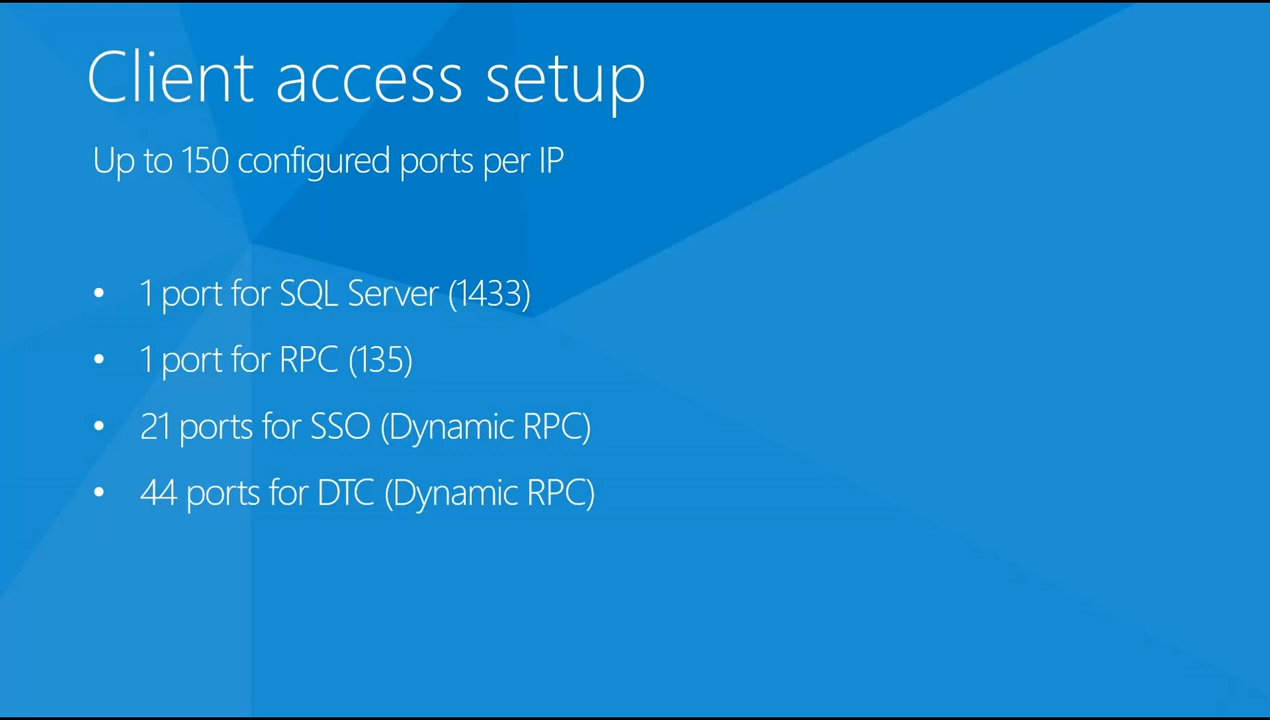 Client access setup
Up to 150 configured ports per IP
• 1 port for SQL Server (1433)
• 1 port for RPC (135)
• 21 ports for SSO (Dynamic RPC)
• 44 ports for DTC (Dynamic RPC)